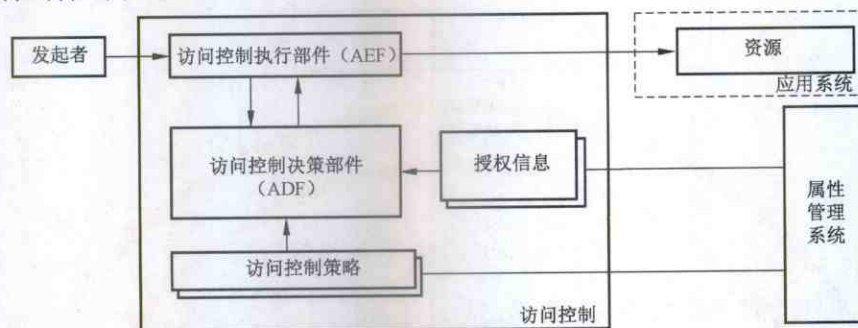 发起者
访问控制执行部件（AEF）
资源
应用系统
访问控制决策部件
（ADF）
授权信息
属性
管理
系统
访问控制策略
访问控制